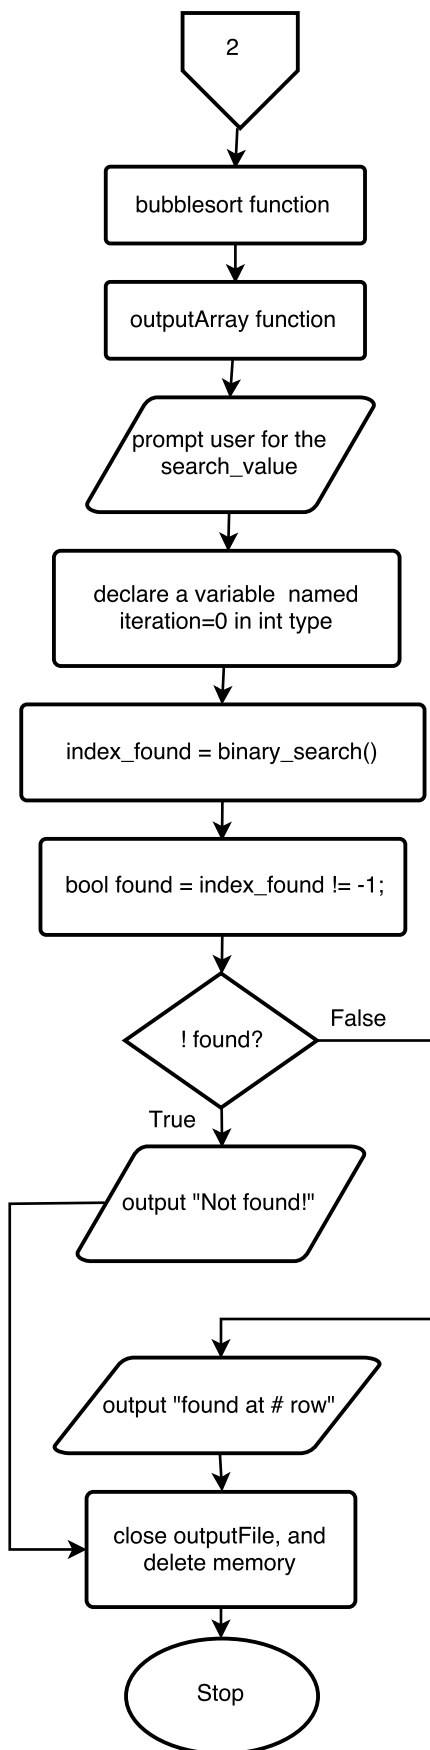 2
bubblesort function
outputArray function
prompt user for the
search_value
declare a variable  named
iteration=0 in int type
index_found = binary_search()
bool found = index_found != -1;
! found?
False
True
output "Not found!"
output "found at # row"
close outputFile, and
delete memory
Stop